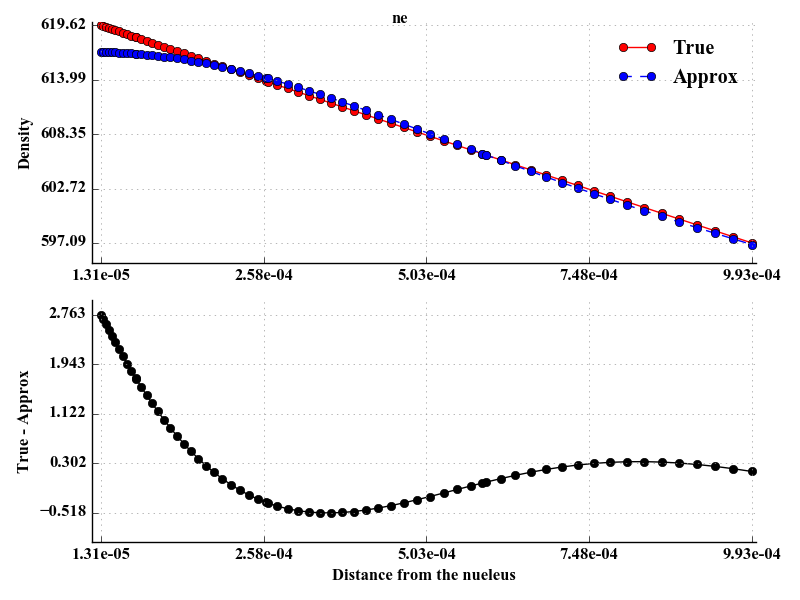 ne
619.62
613.99
608.35
602.72
597.09
Density
True
Approx
1.31e-05
2.58e-04
5.03e-04
7.48e-04
9.93e-04
2.763
1.943
1.122
0.302
−0.518
True - Approx
1.31e-05
2.58e-04
5.03e-04
7.48e-04
9.93e-04
Distance from the nueleus